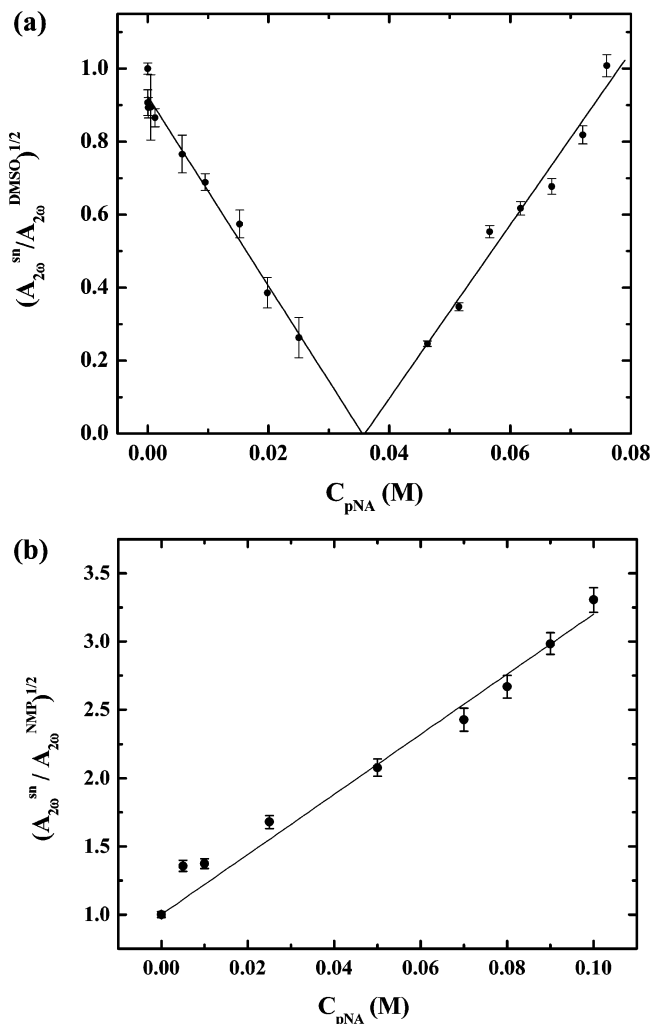 (a)
1.0
0.8
0.6
0.4
0.2
0.0
(A2ω^sn/A2ω^DMSO)^1/2
0.00 0.02 0.04 0.06 0.08
CpNA (M)
(b)
3.5
3.0
2.5
2.0
1.5
1.0
(A2ω^sn / A2ω^NMP)^1/2
0.00 0.02 0.04 0.06 0.08 0.10
CpNA (M)